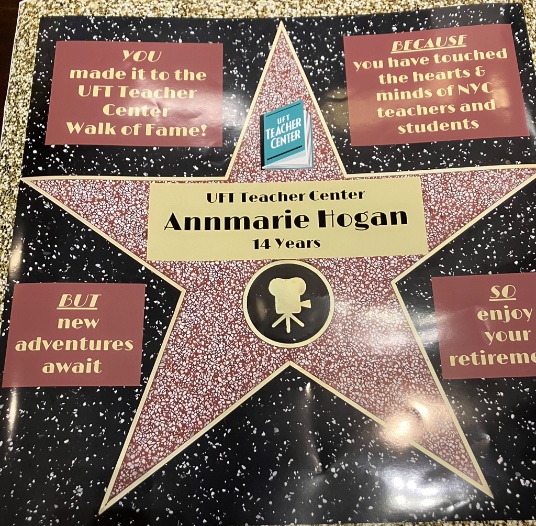 YOU
made it to the
UFT Teacher
Center
Walk of Fame!
BECAUSE
you have touched
the hearts &
minds of NYC
teachers and
students
UFT
TEACHER
CENTER
UFT Teacher Center
Annmarie Hogan
14 Years
BUT
new
adventures
await
SO
enjoy
your
retireme